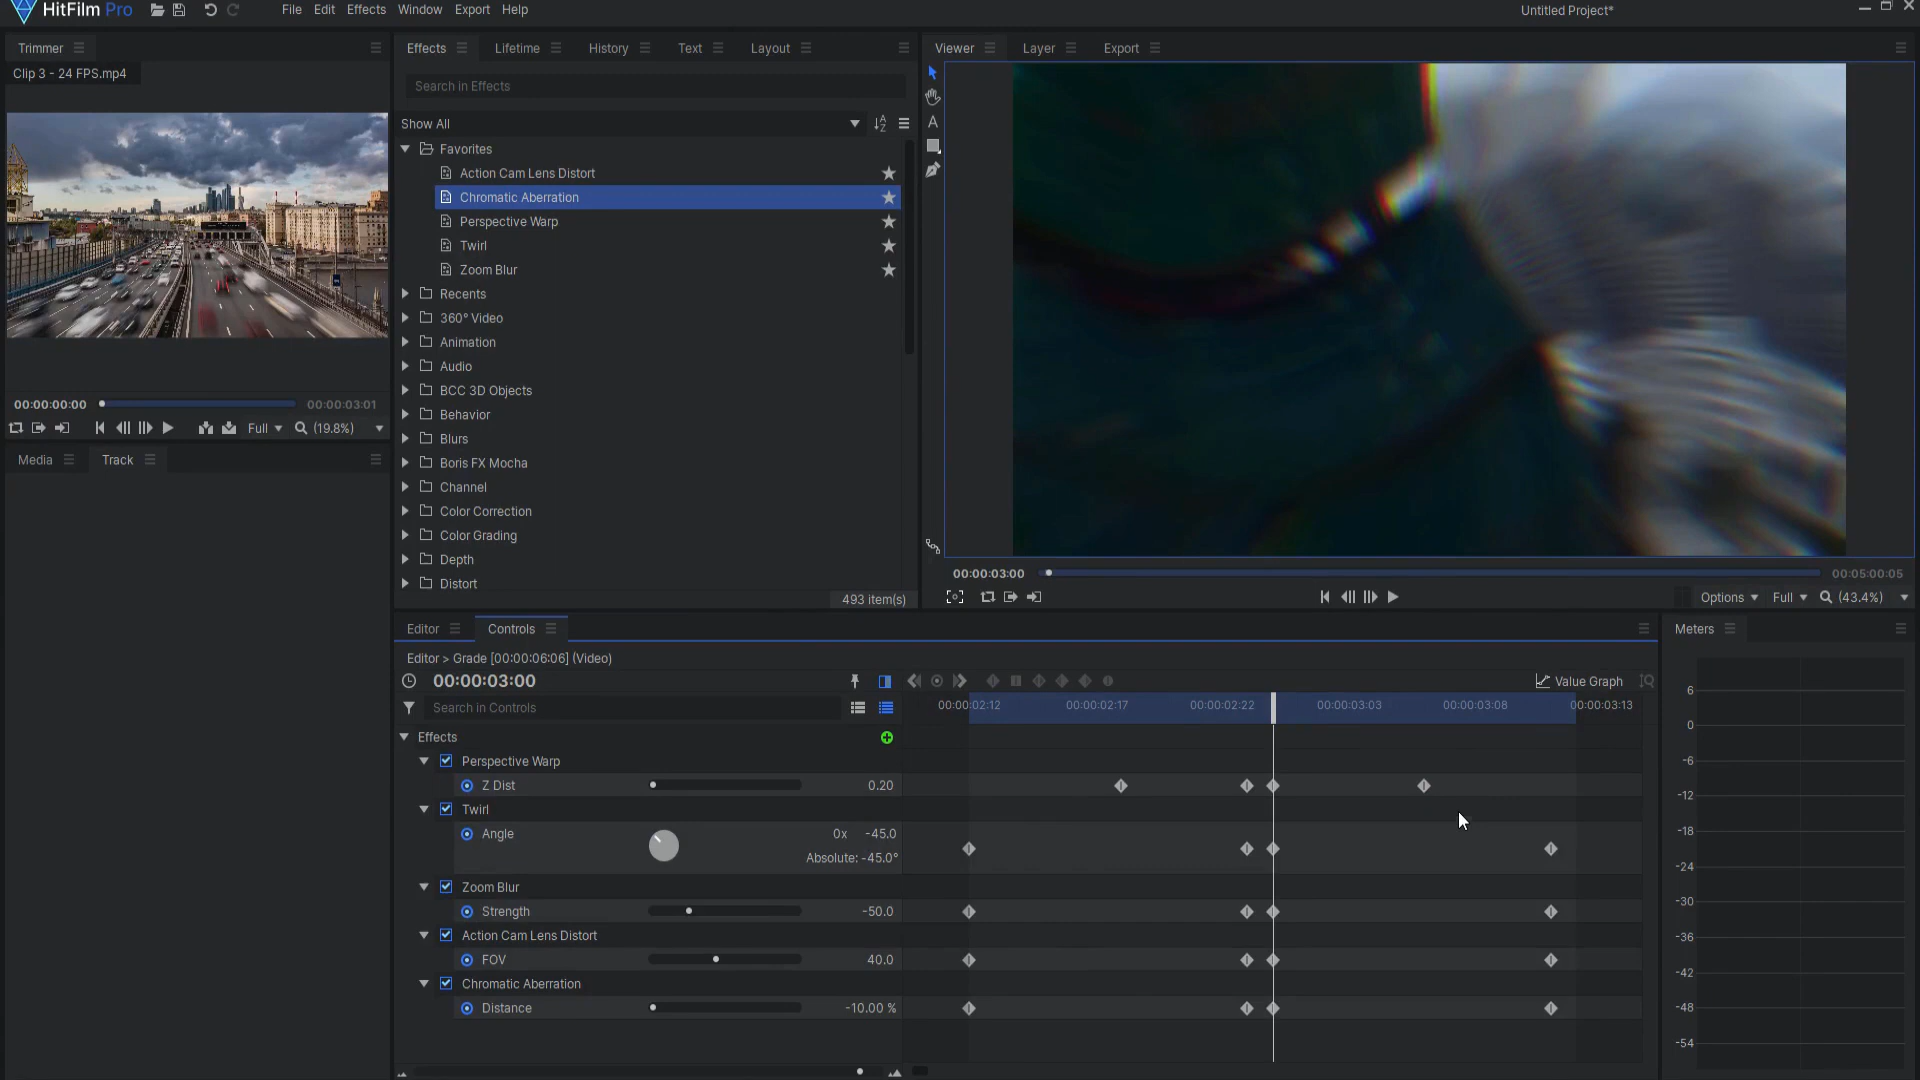 HitFilm Pro
File Edit Effects Window Export Help
Untitled Project*
Trimmer
Clip 3 - 24 FPS.mp4
00:00:00:00
00:00:03:01
Full
(19.8%)
Media Track
Effects Lifetime History Text Layout
Search in Effects
Show All
Favorites
Action Cam Lens Distort
Chromatic Aberration
Perspective Warp
Twirl
Zoom Blur
Recents
360° Video
Animation
Audio
BCC 3D Objects
Behavior
Blurs
Boris FX Mocha
Channel
Color Correction
Color Grading
Depth
Distort
493 item(s)
Viewer Layer Export
00:00:03:00
00:05:00:05
Options Full (43.4%)
Editor Controls
Editor > Grade [00:00:06:06] (Video)
00:00:03:00
Value Graph
Search in Controls
00:00:02:12 00:00:02:17 00:00:02:22 00:00:03:03 00:00:03:08 00:00:03:13
Effects
Perspective Warp
Z Dist 0.20
Twirl
Angle 0x -45.0
Absolute: -45.0°
Zoom Blur
Strength -50.0
Action Cam Lens Distort
FOV 40.0
Chromatic Aberration
Distance -10.00 %
Meters
6
0
-6
-12
-18
-24
-30
-36
-42
-48
-54